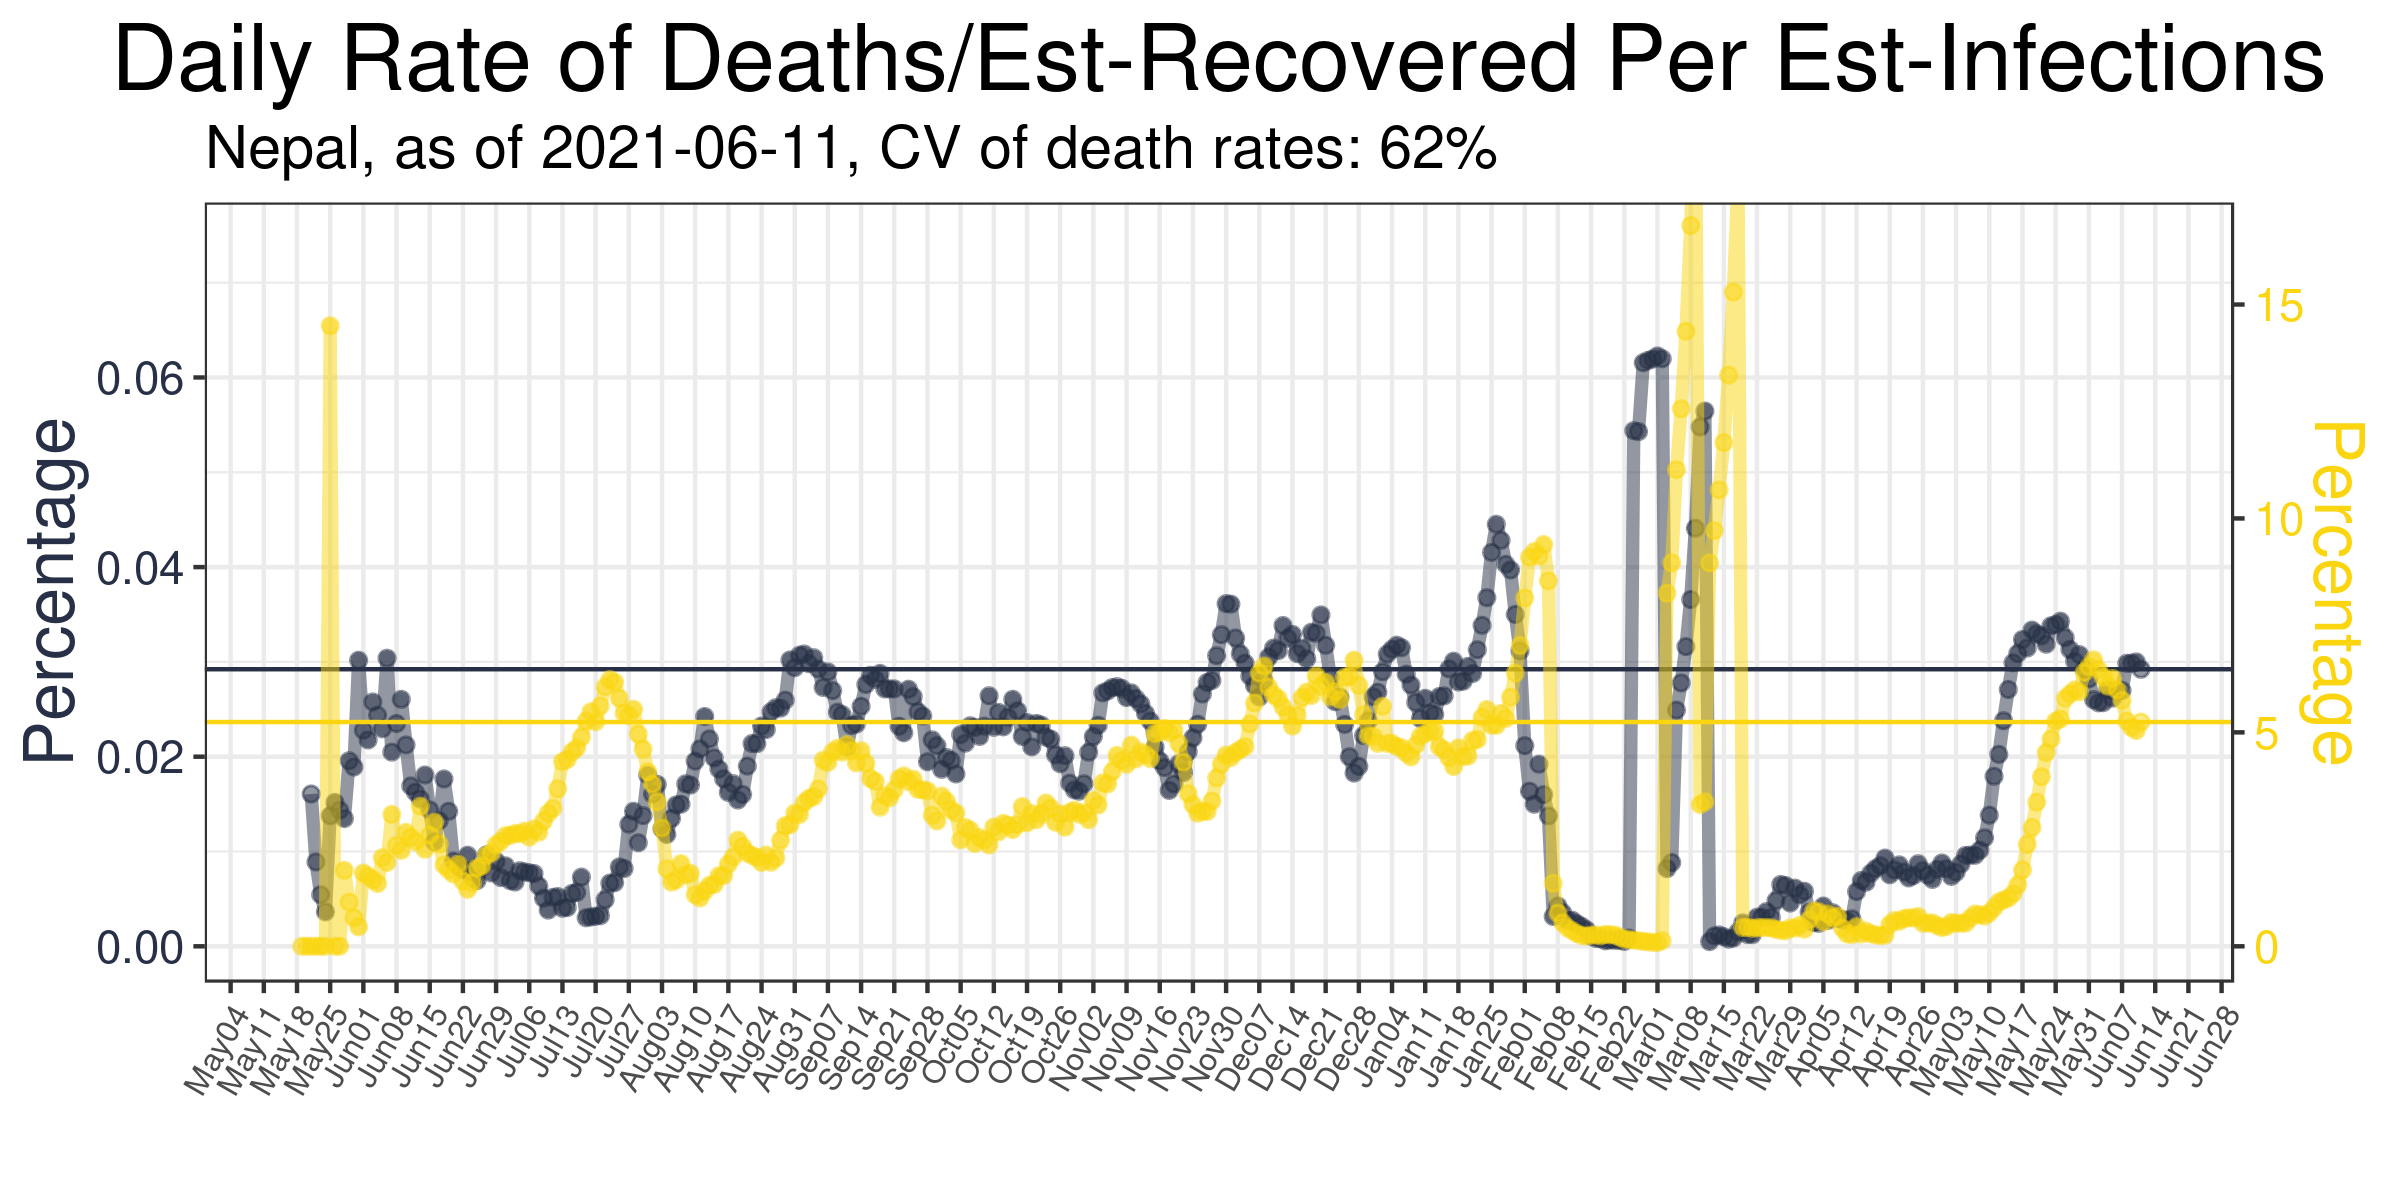 Daily Rate of Deaths/Est-Recovered Per Est-Infections
Nepal, as of 2021-06-11, CV of death rates: 62%
Percentage
0.06
0.04
0.02
0.00
15
10
5
0
Percentage
May04
May11
May18
May25
Jun01
Jun08
Jun15
Jun22
Jun29
Jul06
Jul13
Jul20
Jul27
Aug03
Aug10
Aug17
Aug24
Aug31
Sep07
Sep14
Sep21
Sep28
Oct05
Oct12
Oct19
Oct26
Nov02
Nov09
Nov16
Nov23
Nov30
Dec07
Dec14
Dec21
Dec28
Jan04
Jan11
Jan18
Jan25
Feb01
Feb08
Feb15
Feb22
Mar01
Mar08
Mar15
Mar22
Mar29
Apr05
Apr12
Apr19
Apr26
May03
May10
May17
May24
May31
Jun07
Jun14
Jun21
Jun28